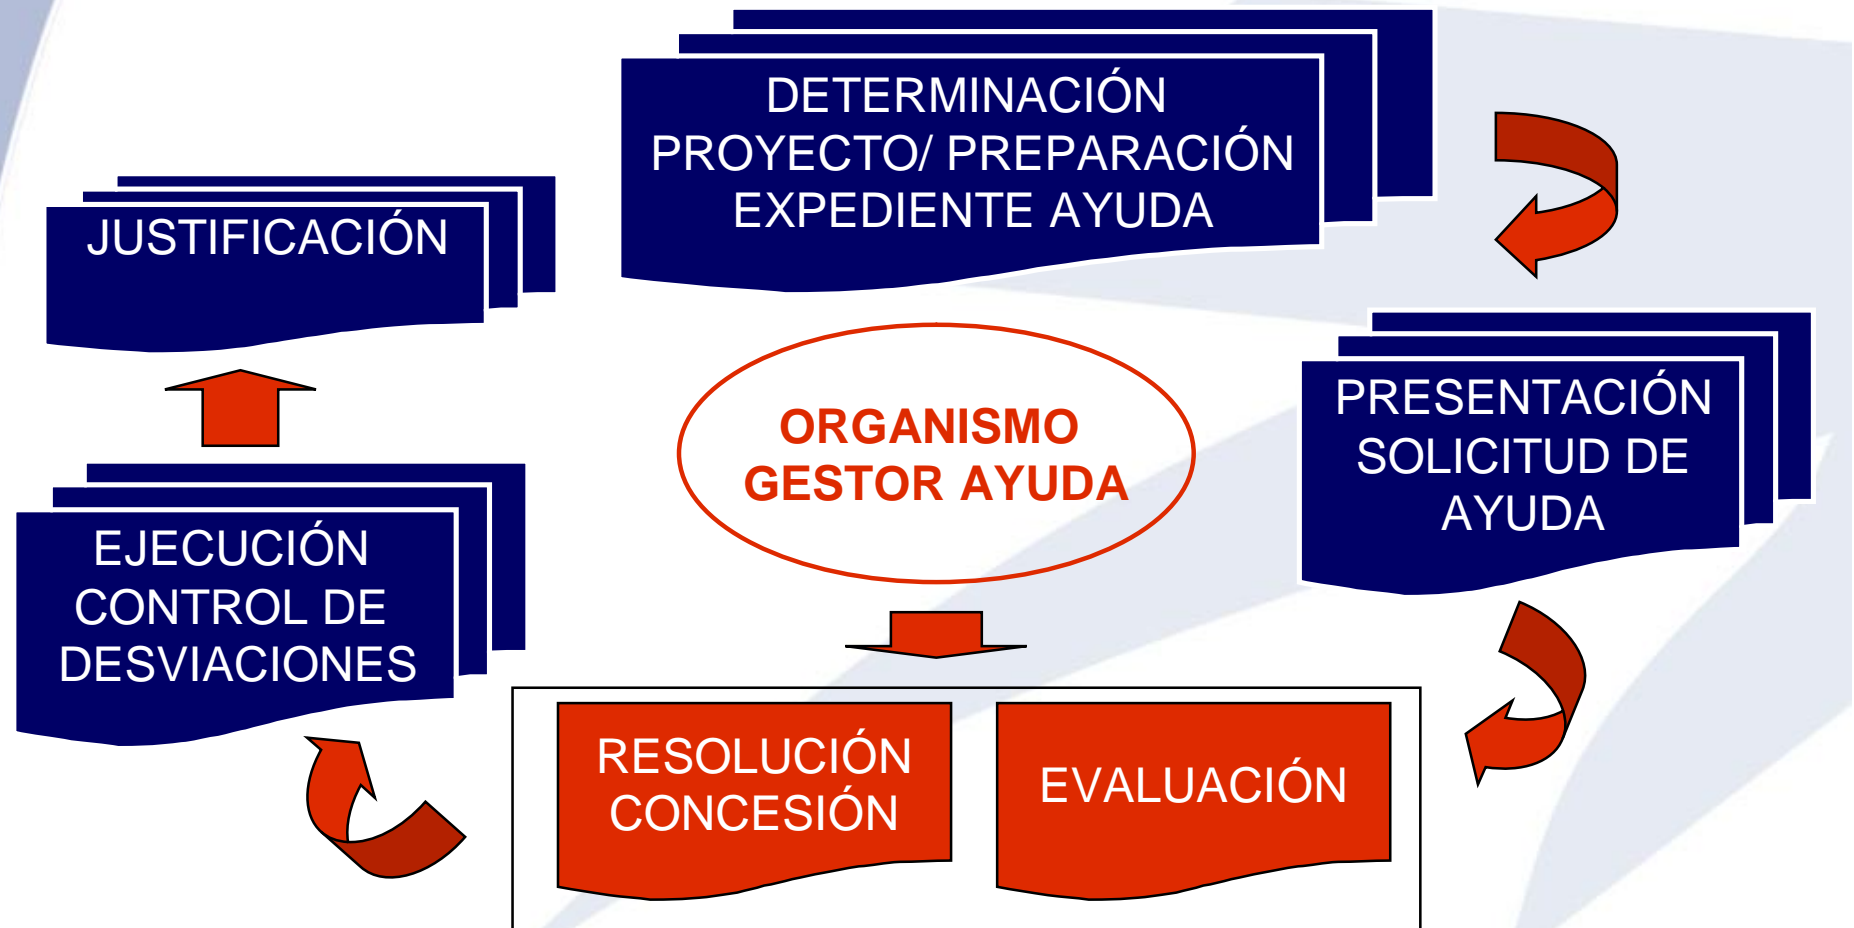 DETERMINACIÓN
PROYECTO/ PREPARACIÓN
EXPEDIENTE AYUDA
JUSTIFICACIÓN
ORGANISMO
GESTOR AYUDA
PRESENTACIÓN
SOLICITUD DE
AYUDA
EJECUCIÓN
CONTROL DE
DESVIACIONES
RESOLUCIÓN
CONCESIÓN
EVALUACIÓN